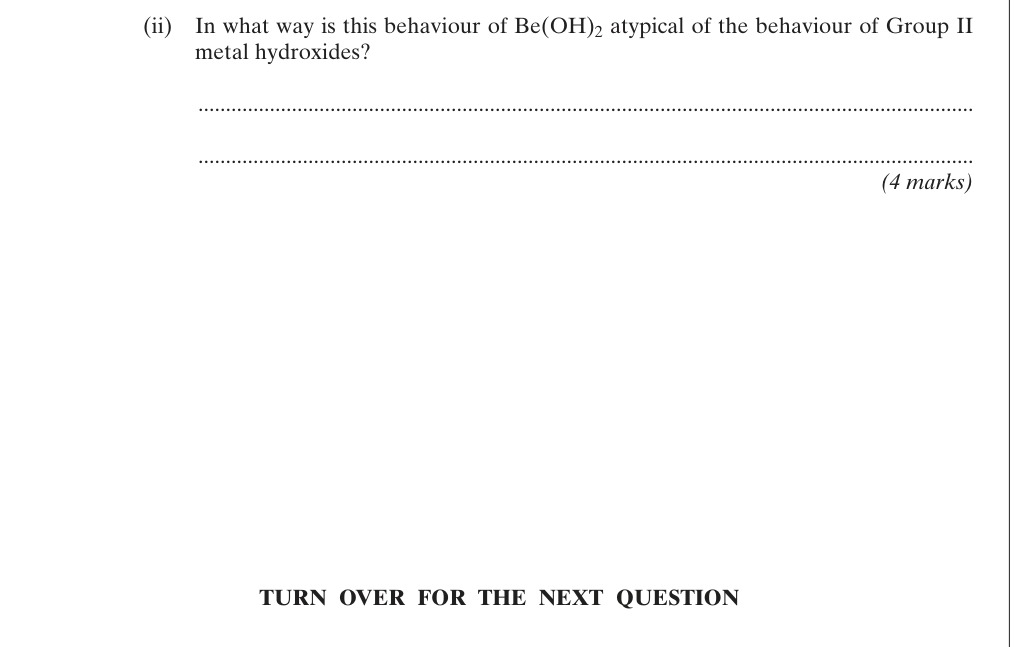 (ii) In what way is this behaviour of Be(OH)₂ atypical of the behaviour of Group II
metal hydroxides?
................................................................................................................................................
................................................................................................................................................
(4 marks)
TURN OVER FOR THE NEXT QUESTION